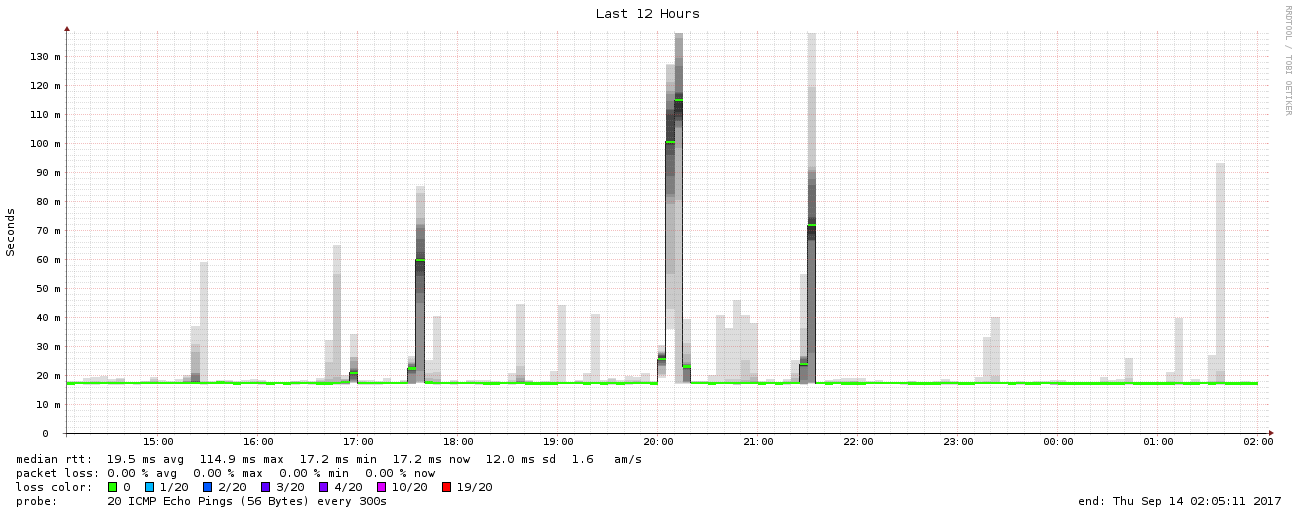 Last 12 Hours
RRDTOOL / TOBI OETIKER
Seconds
130 m
120 m
110 m
100 m
90 m
80 m
70 m
60 m
50 m
40 m
30 m
20 m
10 m
0
15:00 16:00 17:00 18:00 19:00 20:00 21:00 22:00 23:00 00:00 01:00 02:00
median rtt: 19.5 ms avg 114.9 ms max 17.2 ms min 17.2 ms now 12.0 ms sd 1.6 am/s
packet loss: 0.00 % avg 0.00 % max 0.00 % min 0.00 % now
loss color: 0 1/20 2/20 3/20 4/20 10/20 19/20
probe: 20 ICMP Echo Pings (56 Bytes) every 300s end: Thu Sep 14 02:05:11 2017